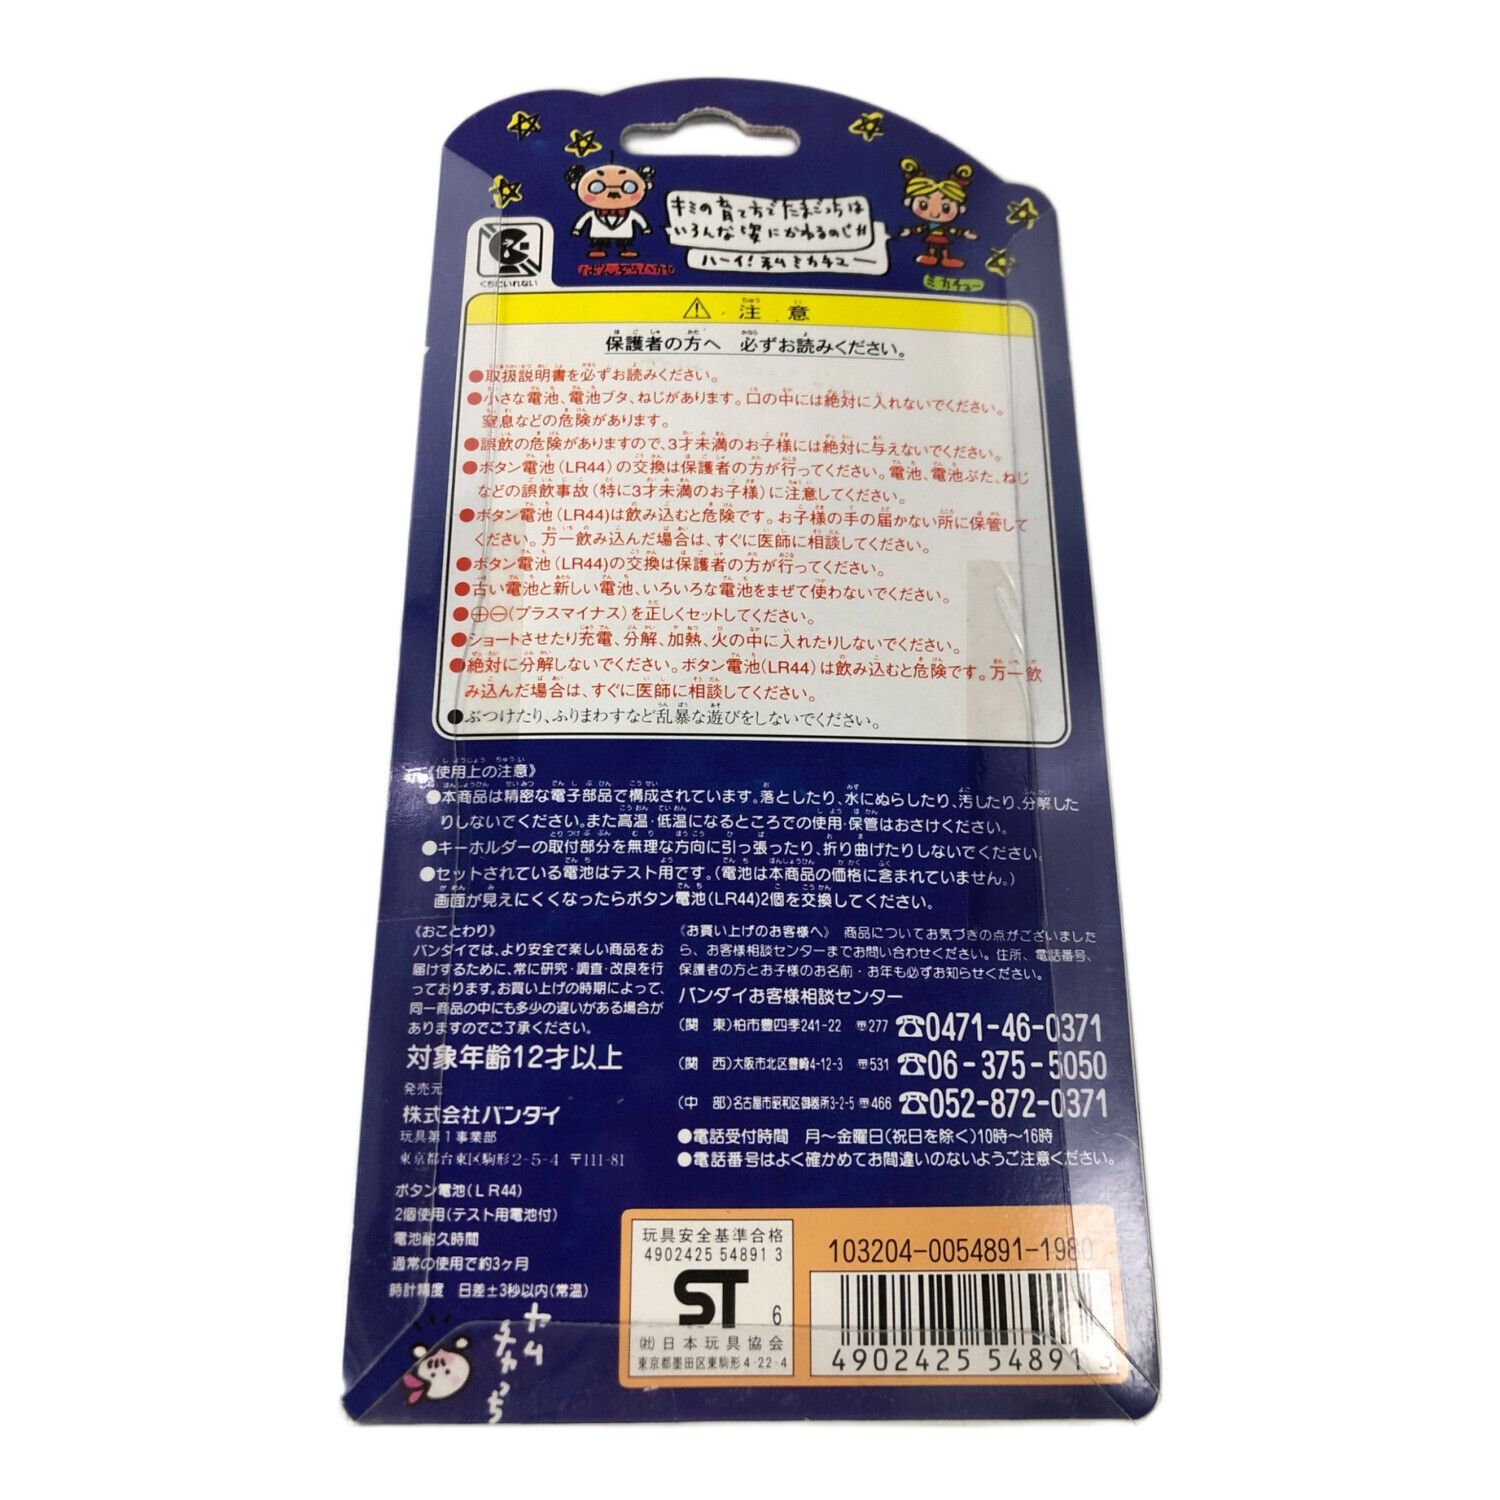 キミの育て方でたまごっちは
いろんな姿にかわるのじゃ!!
ハーイ!私ミカチュー
ばんぞうハカセ
ミカチュー
くちにいれない
⚠ 注意
保護者の方へ 必ずお読みください。
●取扱説明書を必ずお読みください。
●小さな電池、電池ブタ、ねじがあります。口の中には絶対に入れないでください。
窒息などの危険があります。
●誤飲の危険がありますので、3才未満のお子様には絶対に与えないでください。
●ボタン電池(LR44)の交換は保護者の方が行ってください。電池、電池ぶた、ねじ
などの誤飲事故(特に3才未満のお子様)に注意してください。
●ボタン電池(LR44)は飲み込むと危険です。お子様の手の届かない所に保管して
ください。万一飲み込んだ場合は、すぐに医師に相談してください。
●ボタン電池(LR44)の交換は保護者の方が行ってください。
●古い電池と新しい電池、いろいろな電池をまぜて使わないでください。
●⊕⊖(プラスマイナス)を正しくセットしてください。
●ショートさせたり充電、分解、加熱、火の中に入れたりしないでください。
●絶対に分解しないでください。ボタン電池(LR44)は飲み込むと危険です。万一飲
み込んだ場合は、すぐに医師に相談してください。
●ぶつけたり、ふりまわすなど乱暴な遊びをしないでください。
《使用上の注意》
●本商品は精密な電子部品で構成されています。落としたり、水にぬらしたり、汚したり、分解した
りしないでください。また高温・低温になるところでの使用・保管はおさけください。
●キーホルダーの取付部分を無理な方向に引っ張ったり、折り曲げたりしないでください。
●セットされている電池はテスト用です。(電池は本商品の価格に含まれていません。)
画面が見えにくくなったらボタン電池(LR44)2個を交換してください。
《おことわり》
バンダイでは、より安全で楽しい商品をお
届けするために、常に研究・調査・改良を行
っております。お買い上げの時期によって、
同一商品の中にも多少の違いがある場合が
ありますのでご了承ください。
対象年齢12才以上
発売元
株式会社バンダイ
玩具第1事業部
東京都台東区駒形2-5-4 〒111-81
ボタン電池(LR44)
2個使用(テスト用電池付)
電池耐久時間
通常の使用で約3ヶ月
時計精度 日差±3秒以内(常温)
《お買い上げのお客様へ》 商品についてお気づきの点がございました
ら、お客様相談センターまでお問い合わせください。住所、電話番号、
保護者の方とお子様のお名前・お年も必ずお知らせください。
バンダイお客様相談センター
(関 東)柏市豊四季241-22 〒277 ☎0471-46-0371
(関 西)大阪市北区豊崎4-12-3 〒531 ☎06-375-5050
(中 部)名古屋市昭和区御器所3-2-5 〒466 ☎052-872-0371
●電話受付時間 月〜金曜日(祝日を除く)10時〜16時
●電話番号はよく確かめてお間違いのないようご注意ください。
玩具安全基準合格
4902425 54891 3
ST 6
(社)日本玩具協会
東京都墨田区東駒形4-22-4
103204-0054891-1980
4902425 548913